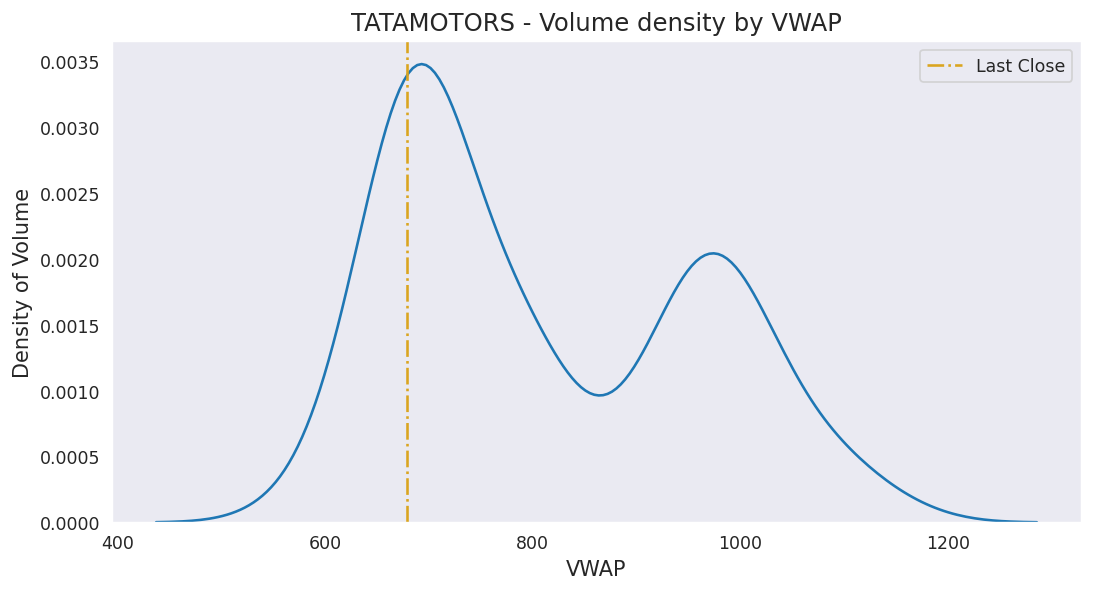 TATAMOTORS - Volume density by VWAP
Last Close
Density of Volume
0.0035
0.0030
0.0025
0.0020
0.0015
0.0010
0.0005
0.0000
400 600 800 1000 1200
VWAP